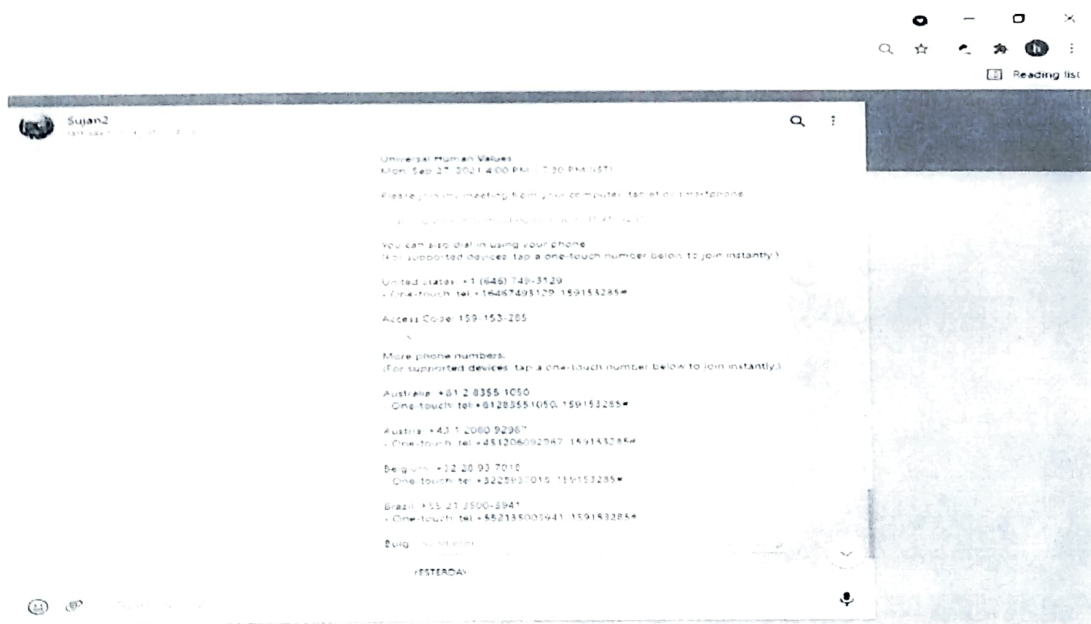 h
Reading list
Sujan2
Universal Human Values
Mon, Sep 27, 2021 4:00 PM - 7:30 PM (IST)
Please join my meeting from your computer, tablet or smartphone.
You can also dial in using your phone.
(For supported devices, tap a one-touch number below to join instantly.)
United States: +1 (646) 749-3129
- One-touch: tel:+16467493129,,159153285#
Access Code: 159-153-285
More phone numbers:
(For supported devices, tap a one-touch number below to join instantly.)
Australia: +61 2 8355 1050
- One-touch: tel:+61283551050,,159153285#
Austria: +43 1 2060 92967
- One-touch: tel:+431206092967,,159153285#
Belgium: +32 28 93 7018
- One-touch: tel:+3228937018,,159153285#
Brazil: +55 21 3500-3941
- One-touch: tel:+552135003941,,159153285#
YESTERDAY